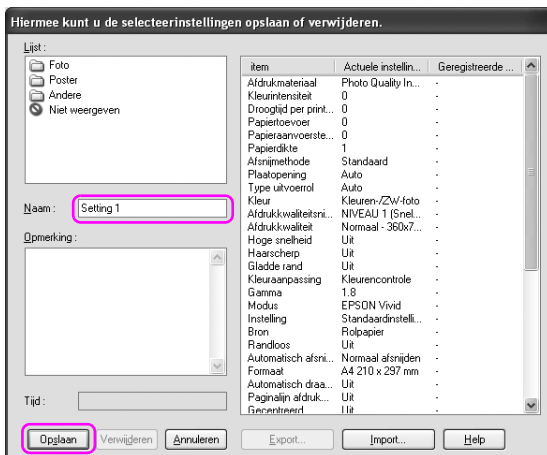 Hiermee kunt u de selecteerinstellingen opslaan of verwijderen.
Lijst :
Foto
Poster
Andere
Niet weergeven
Naam : Setting 1
Opmerking :
Tijd :
item Actuele instellin... Geregistreerde ...
Afdrukmateriaal Photo Quality In... -
Kleurintensiteit 0 -
Droogtijd per print... 0 -
Papiertoevoer 0 -
Papieraanvoerste... 0 -
Papierdikte 1 -
Afsnijmethode Standaard -
Plaatopening Auto -
Type uitvoerrol Auto -
Kleur Kleuren-/ZW-foto -
Afdrukkwaliteitsni... NIVEAU 1 (Snel... -
Afdrukkwaliteit Normaal - 360x7... -
Hoge snelheid Uit -
Haarscherp Uit -
Gladde rand Uit -
Kleuraanpassing Kleurencontrole -
Gamma 1.8 -
Modus EPSON Vivid -
Instelling Standaardinstelli... -
Bron Rolpapier -
Randloos Uit -
Automatisch afsni... Normaal afsnijden -
Formaat A4 210 x 297 mm -
Automatisch draa... Uit -
Paginalijn afdruk... Uit -
Gecentreerd Uit -
Opslaan Verwijderen Annuleren Export... Import... Help